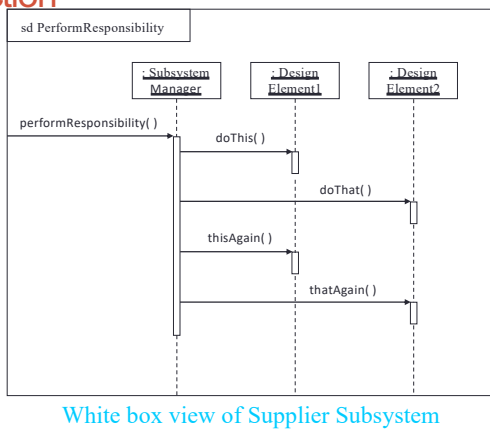 sd PerformResponsibility
: Subsystem
Manager
: Design
Element1
: Design
Element2
performResponsibility( )
doThis( )
doThat( )
thisAgain( )
thatAgain( )
White box view of Supplier Subsystem